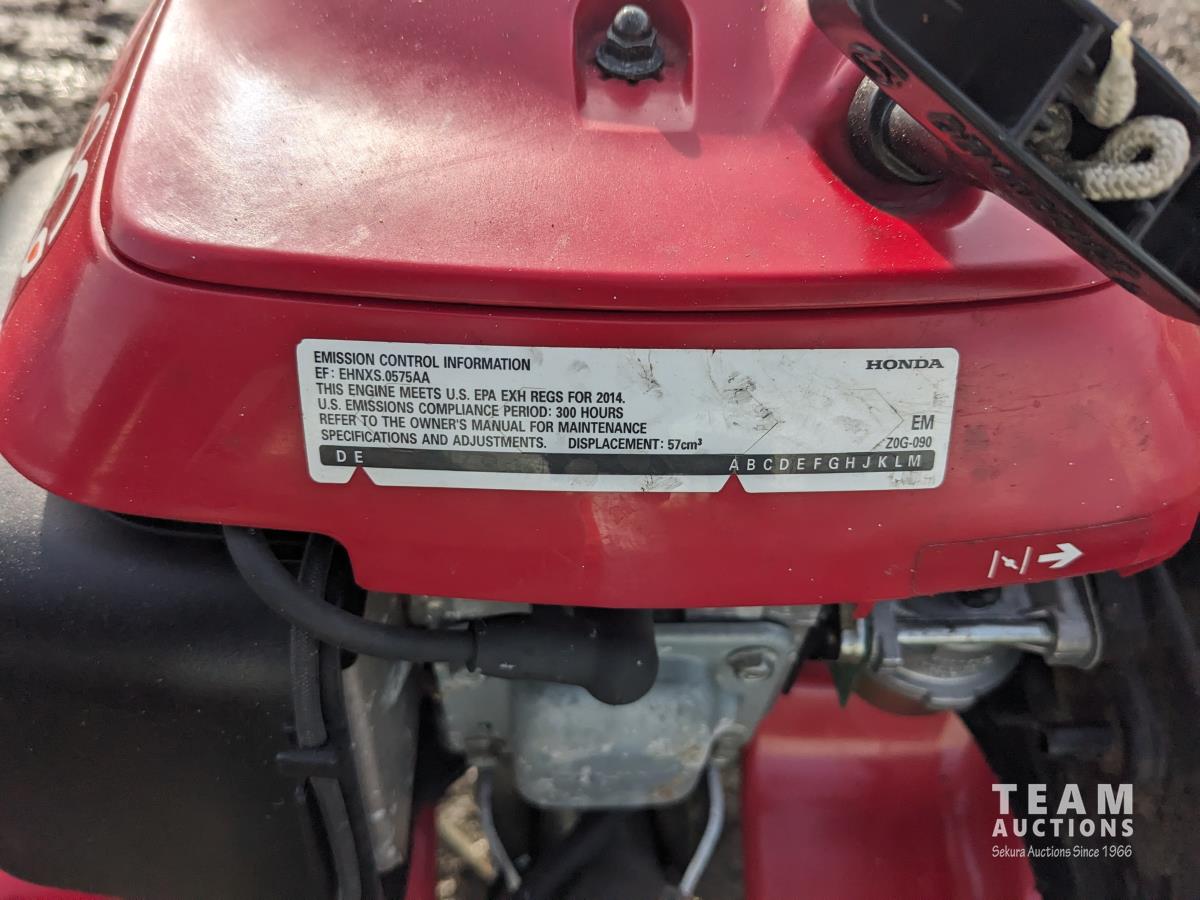 EMISSION CONTROL INFORMATION
HONDA
EF: EHNXS.0575AA
THIS ENGINE MEETS U.S. EPA EXH REGS FOR 2014.
U.S. EMISSIONS COMPLIANCE PERIOD: 300 HOURS
REFER TO THE OWNER'S MANUAL FOR MAINTENANCE
EM
SPECIFICATIONS AND ADJUSTMENTS. DISPLACEMENT: 57cm³
Z0G-090
D E
A B C D E F G H J K L M
TEAM
AUCTIONS
Sekura Auctions Since 1966